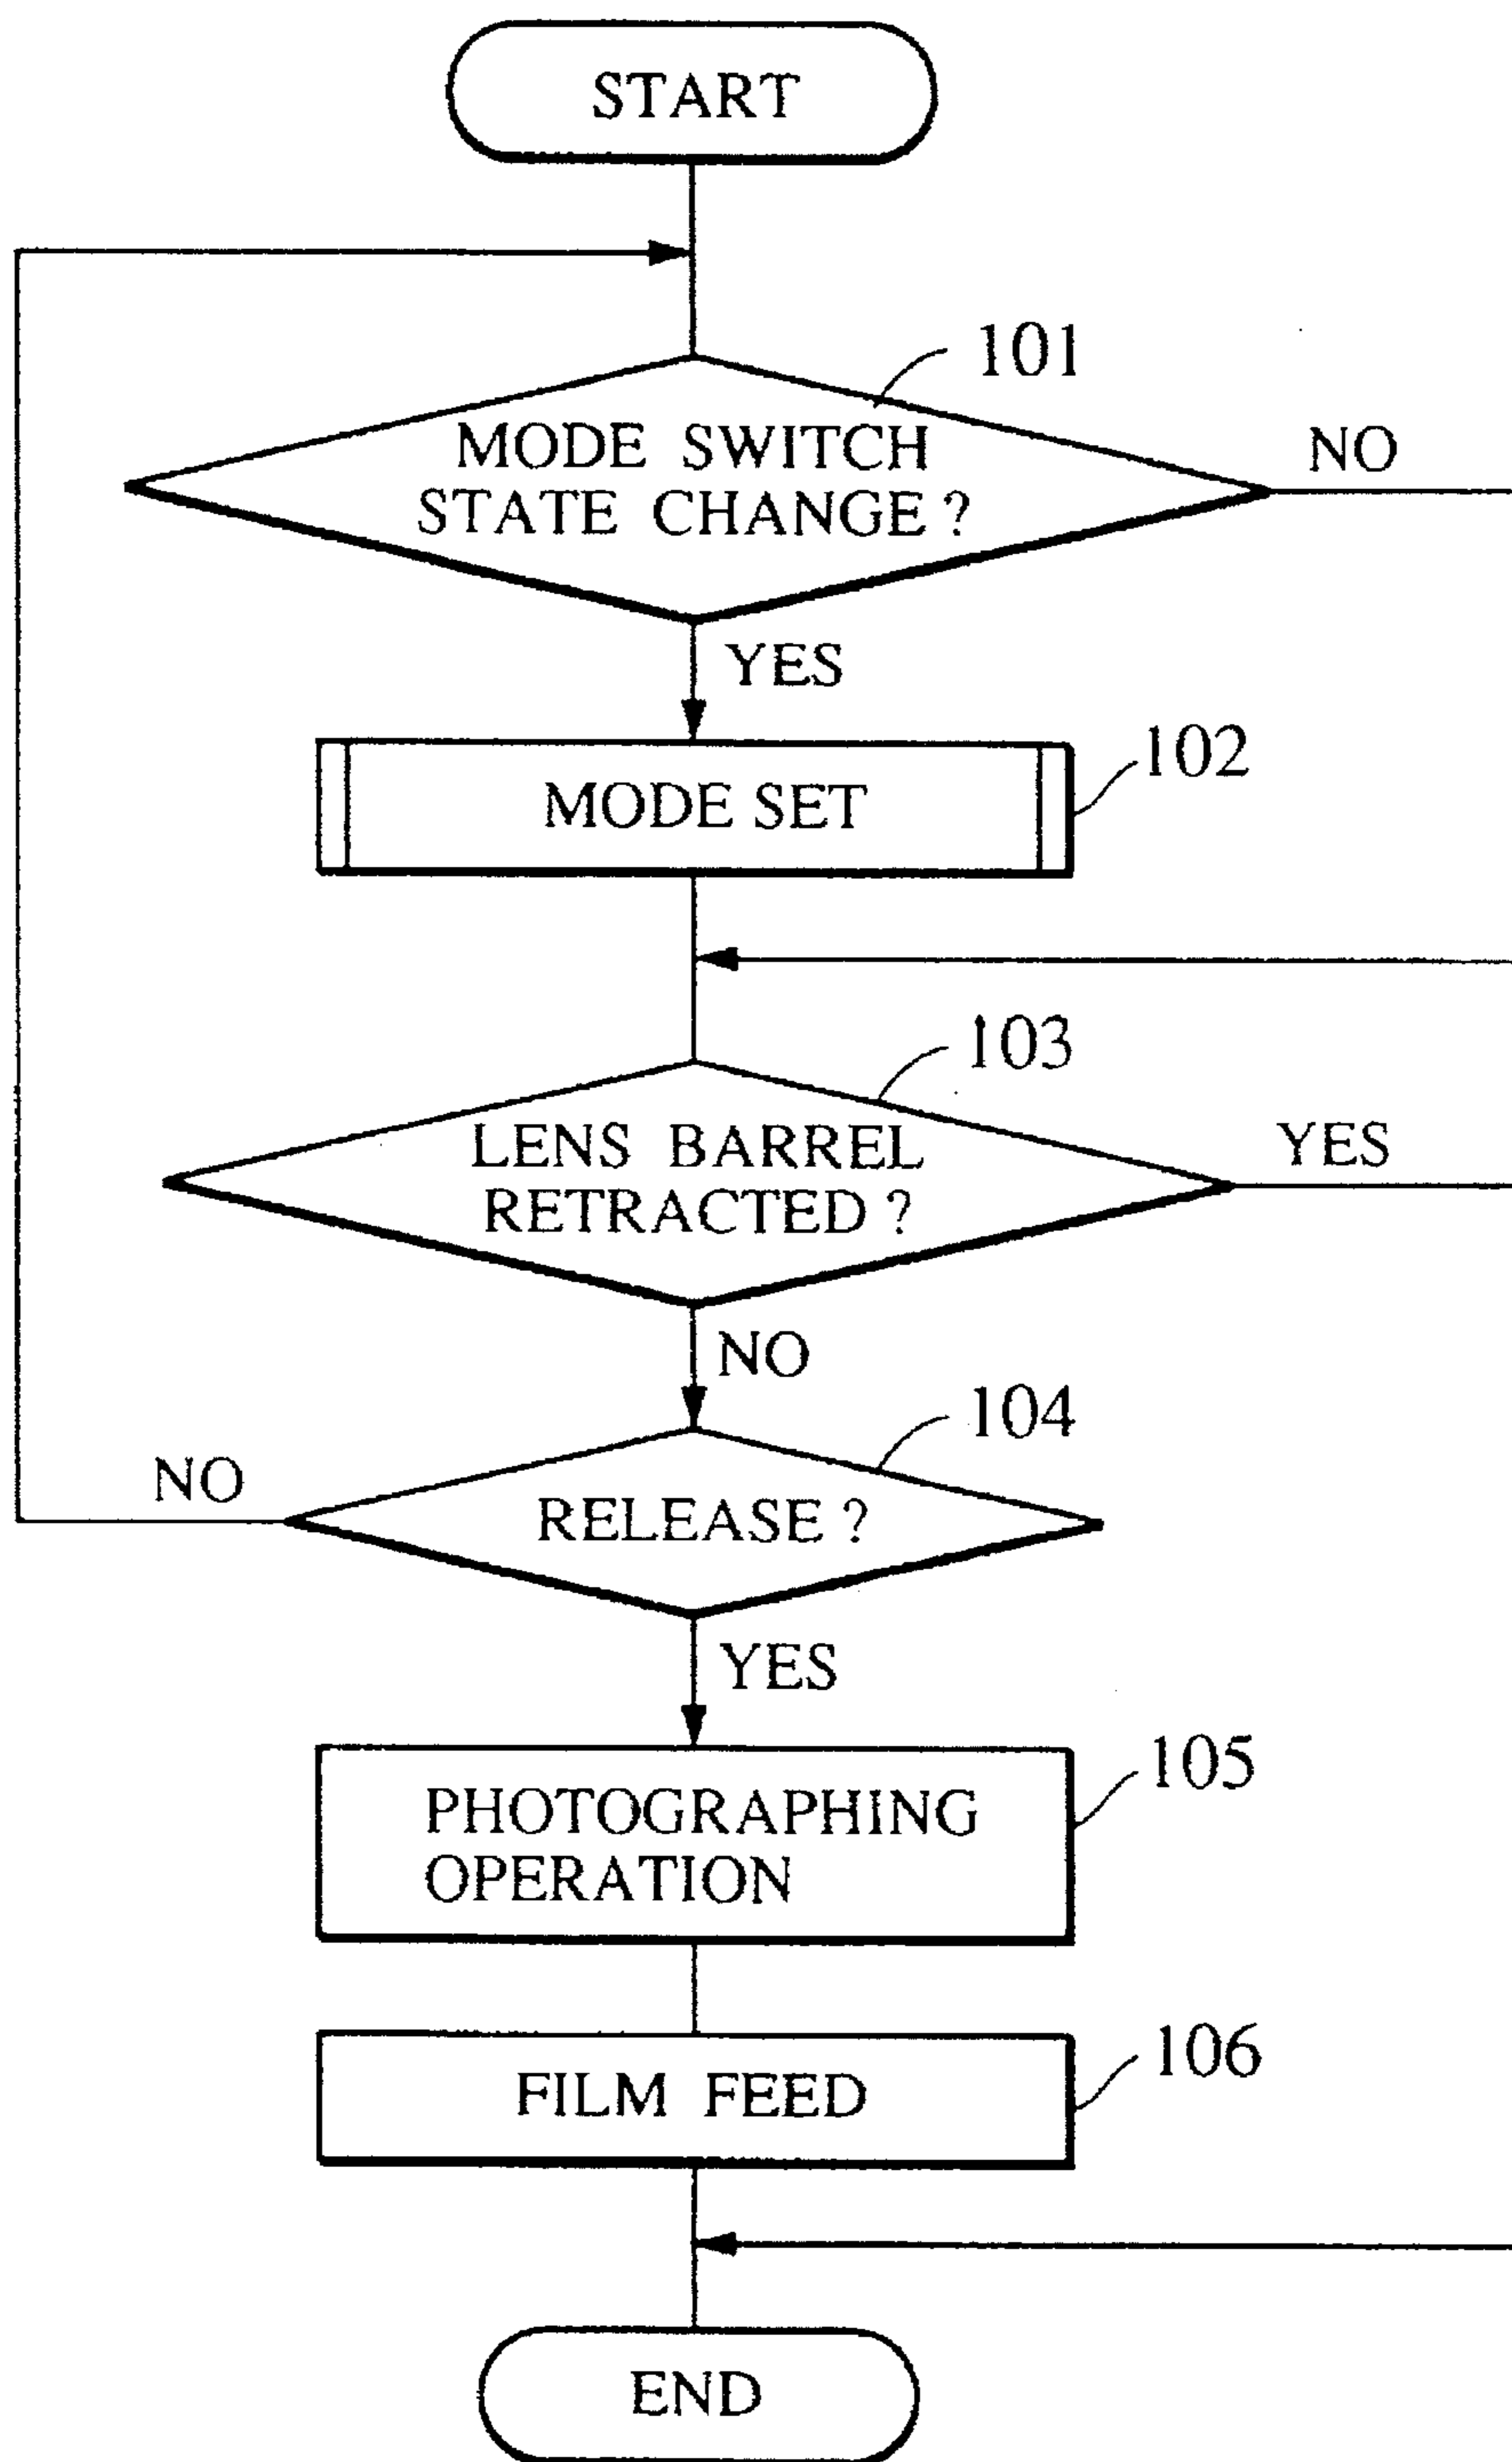 START
101
MODE SWITCH
STATE CHANGE ?
NO
YES
102
MODE SET
103
LENS BARREL
RETRACTED ?
YES
NO
104
NO
RELEASE ?
YES
105
PHOTOGRAPHING
OPERATION
106
FILM FEED
END